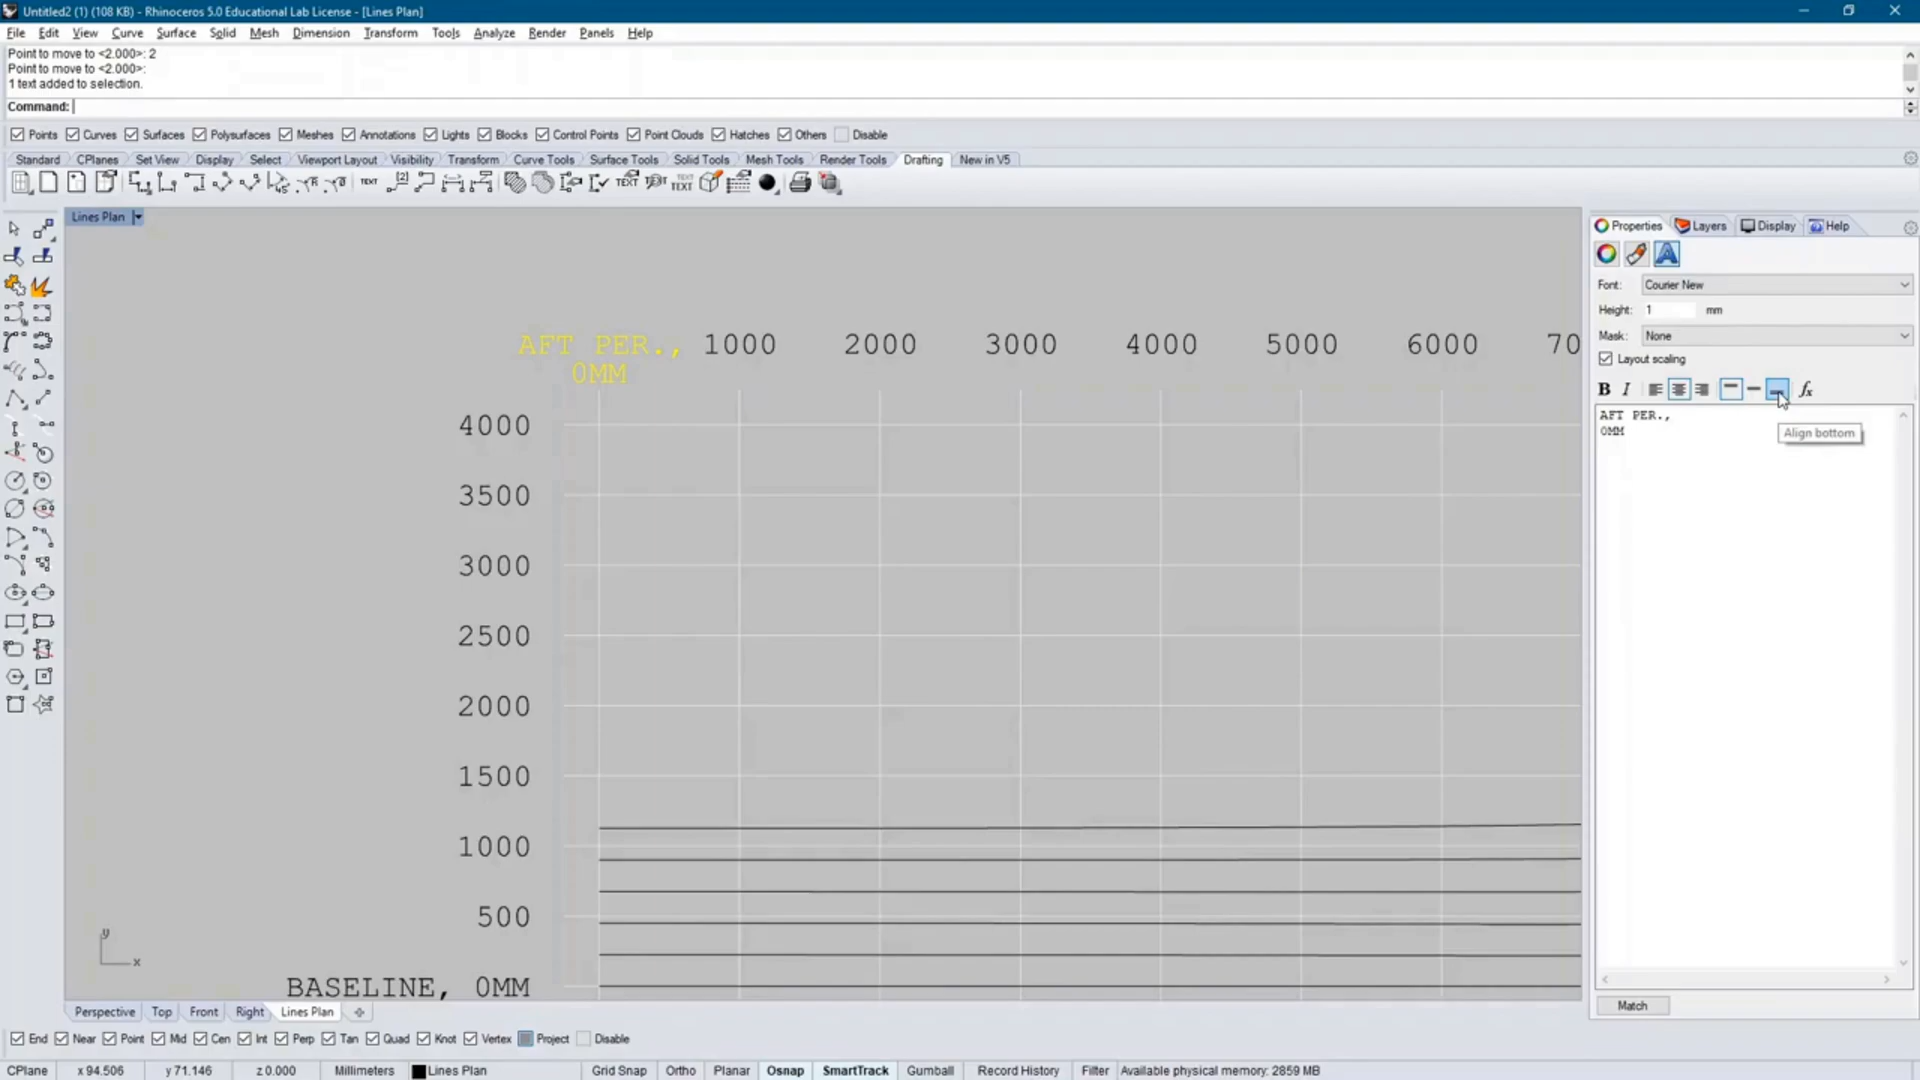 Untitled2 (1) (108 KB) - Rhinoceros 5.0 Educational Lab License - [Lines Plan]
File Edit View Curve Surface Solid Mesh Dimension Transform Tools Analyze Render Panels Help
Point to move to <2.000>: 2
Point to move to <2.000>:
1 text added to selection.
Command:
Points Curves Surfaces Polysurfaces Meshes Annotations Lights Blocks Control Points Point Clouds Hatches Others Disable
Standard CPlanes Set View Display Select Viewport Layout Visibility Transform Curve Tools Surface Tools Solid Tools Mesh Tools Render Tools Drafting New in V5
Lines Plan
Properties Layers Display Help
Font: Courier New
Height: 1 mm
Mask: None
Layout scaling
B I fx
AFT PER.,
0MM
Align bottom
AFT PER., 1000 2000 3000 4000 5000 6000 70
0MM
4000
3500
3000
2500
2000
1500
1000
500
BASELINE, 0MM
y
x
Match
Perspective Top Front Right Lines Plan
End Near Point Mid Cen Int Perp Tan Quad Knot Vertex Project Disable
CPlane x 94.506 y 71.146 z 0.000 Millimeters Lines Plan Grid Snap Ortho Planar Osnap SmartTrack Gumball Record History Filter Available physical memory: 2859 MB